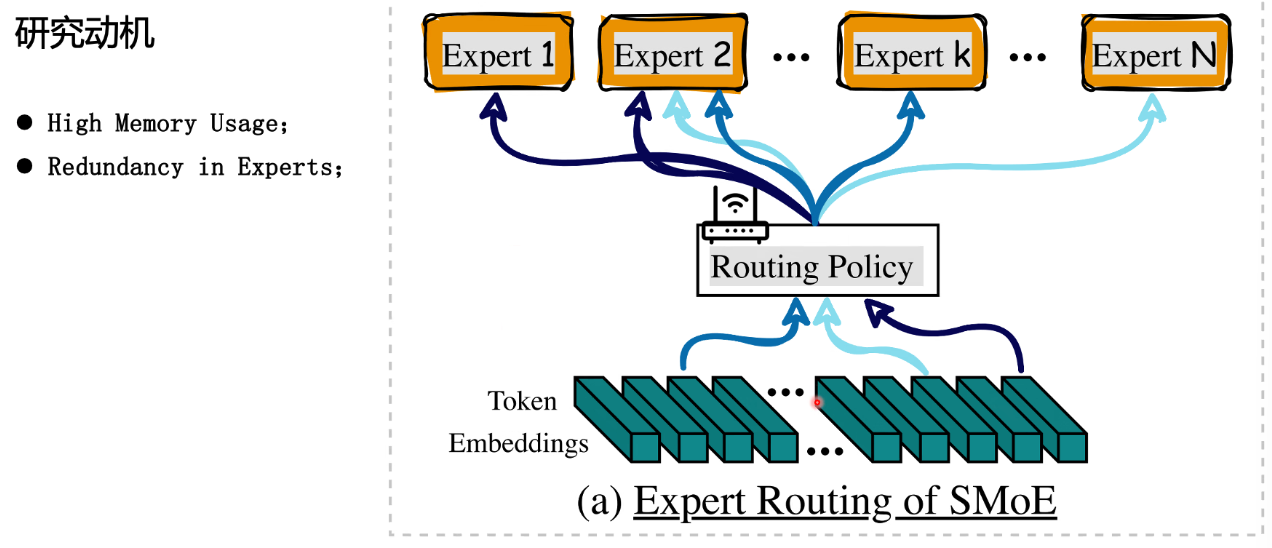 研究动机
● High Memory Usage;
● Redundancy in Experts;
Expert 1
Expert 2
...
Expert k
...
Expert N
Routing Policy
...
Token
Embeddings
...
(a) Expert Routing of SMoE